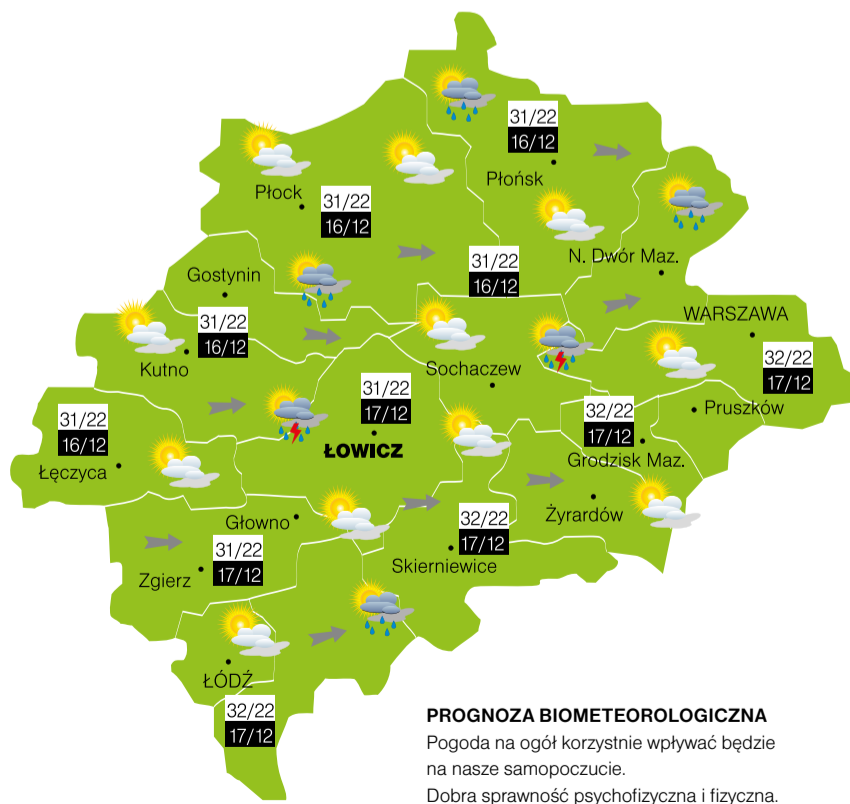 31/22
16/12
Płońsk
Płock
31/22
16/12
N. Dwór Maz.
31/22
16/12
Gostynin
WARSZAWA
31/22
16/12
Kutno
Sochaczew
32/22
17/12
31/22
17/12
ŁOWICZ
Pruszków
32/22
17/12
Grodzisk Maz.
31/22
16/12
Łęczyca
Żyrardów
Głowno
32/22
17/12
Skierniewice
31/22
17/12
Zgierz
ŁÓDŹ
32/22
17/12
PROGNOZA BIOMETEOROLOGICZNA
Pogoda na ogół korzystnie wpływać będzie
na nasze samopoczucie.
Dobra sprawność psychofizyczna i fizyczna.